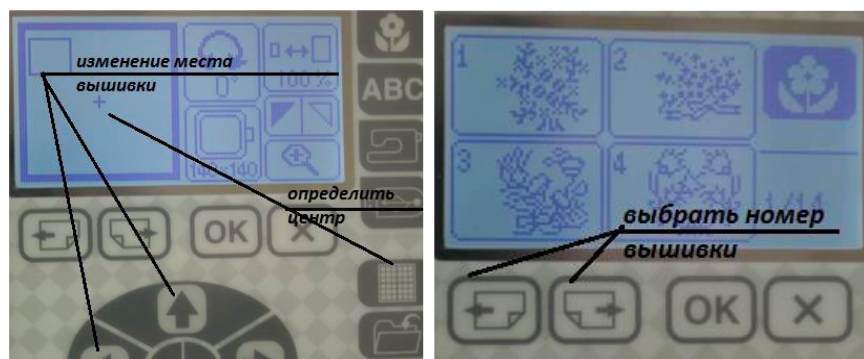 изменение места
вышивки
0°
100 %
140×140
ABC
определить
центр
OK
1
2
3
4
1/14
выбрать номер
вышивки
OK